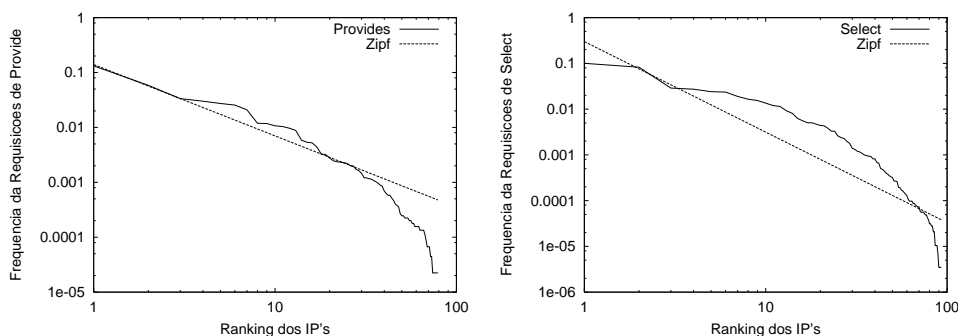 Frequencia da Requisicoes de Provide
1
0.1
0.01
0.001
0.0001
1e-05
1
10
100
Ranking dos IP's
Provides
Zipf
Frequencia da Requisicoes de Select
1
0.1
0.01
0.001
0.0001
1e-05
1e-06
1
10
100
Ranking dos IP's
Select
Zipf